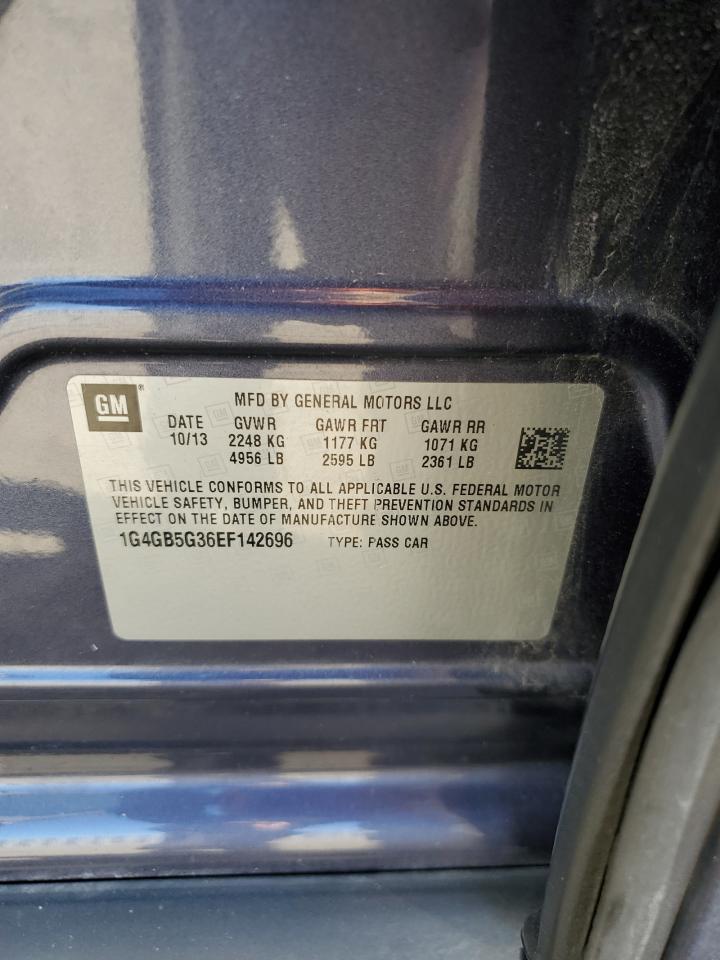 GM ® MFD BY GENERAL MOTORS LLC
DATE GVWR GAWR FRT GAWR RR
10/13 2248 KG 1177 KG 1071 KG
4956 LB 2595 LB 2361 LB
THIS VEHICLE CONFORMS TO ALL APPLICABLE U.S. FEDERAL MOTOR
VEHICLE SAFETY, BUMPER, AND THEFT PREVENTION STANDARDS IN
EFFECT ON THE DATE OF MANUFACTURE SHOWN ABOVE.
1G4GB5G36EF142696 TYPE: PASS CAR